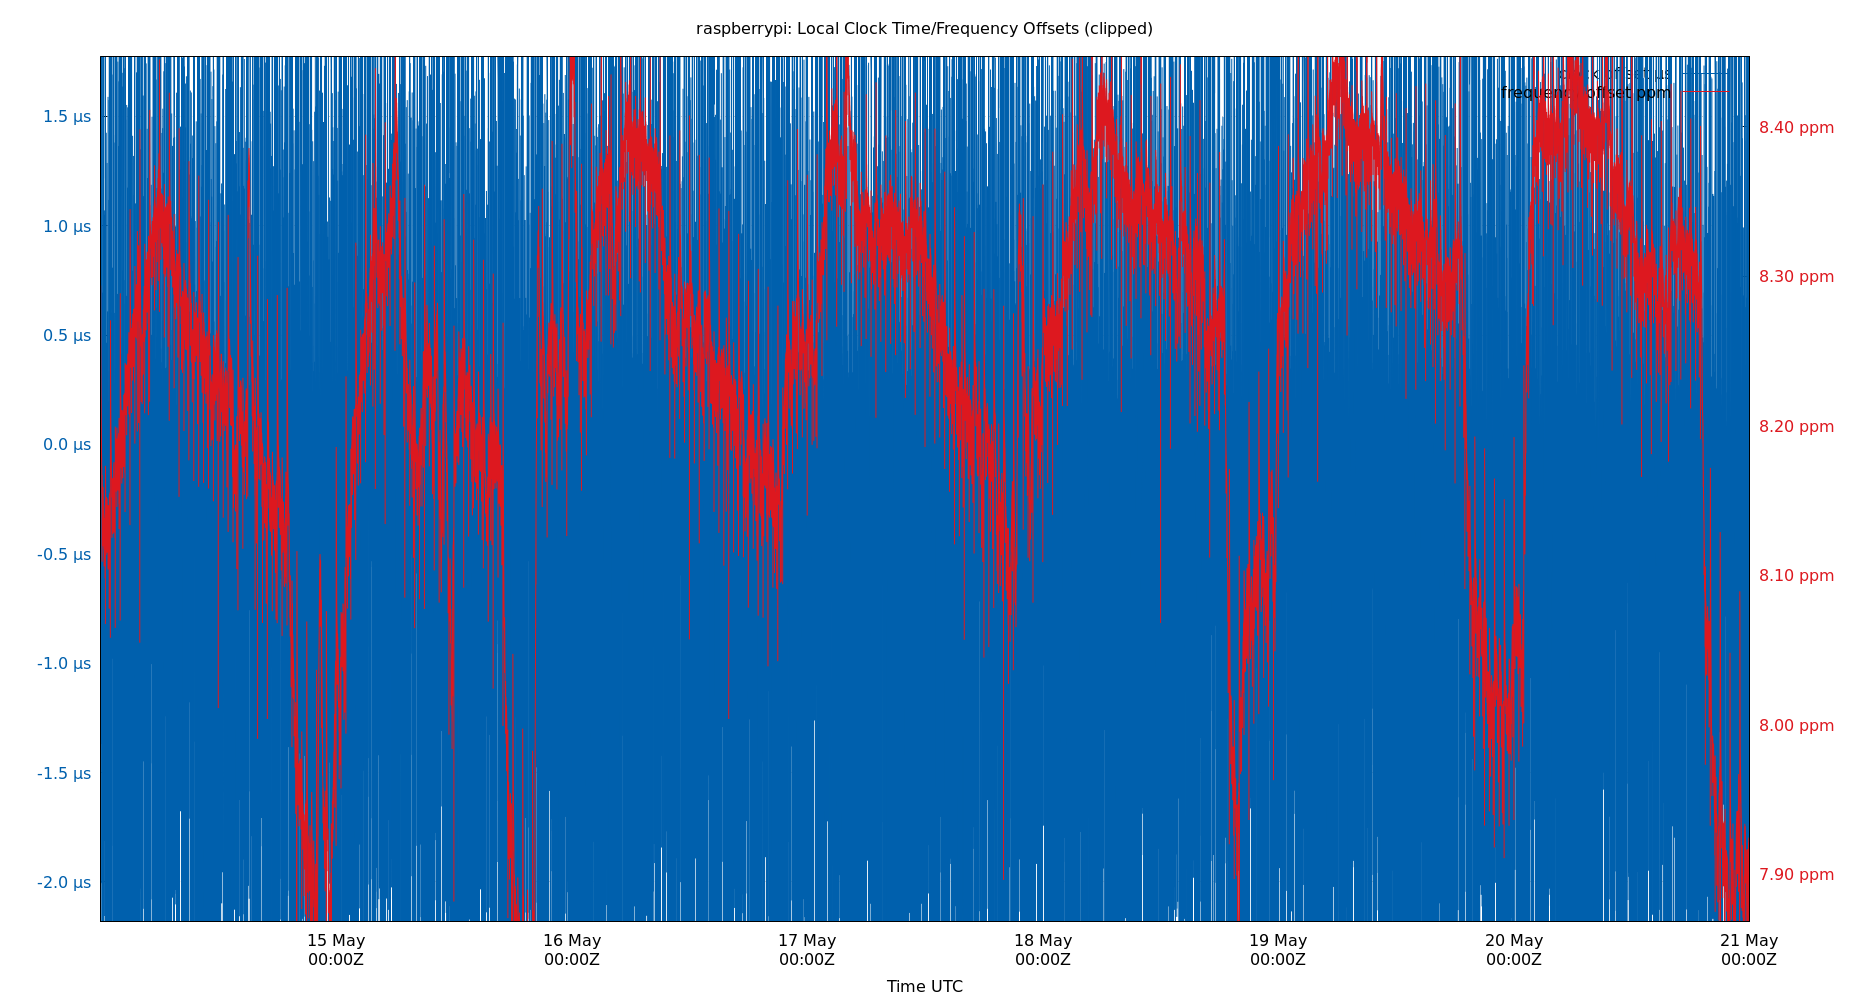 raspberrypi: Local Clock Time/Frequency Offsets (clipped)
clock offset µs
frequency offset ppm
1.5 µs
1.0 µs
0.5 µs
0.0 µs
-0.5 µs
-1.0 µs
-1.5 µs
-2.0 µs
8.40 ppm
8.30 ppm
8.20 ppm
8.10 ppm
8.00 ppm
7.90 ppm
15 May
00:00Z
16 May
00:00Z
17 May
00:00Z
18 May
00:00Z
19 May
00:00Z
20 May
00:00Z
21 May
00:00Z
Time UTC